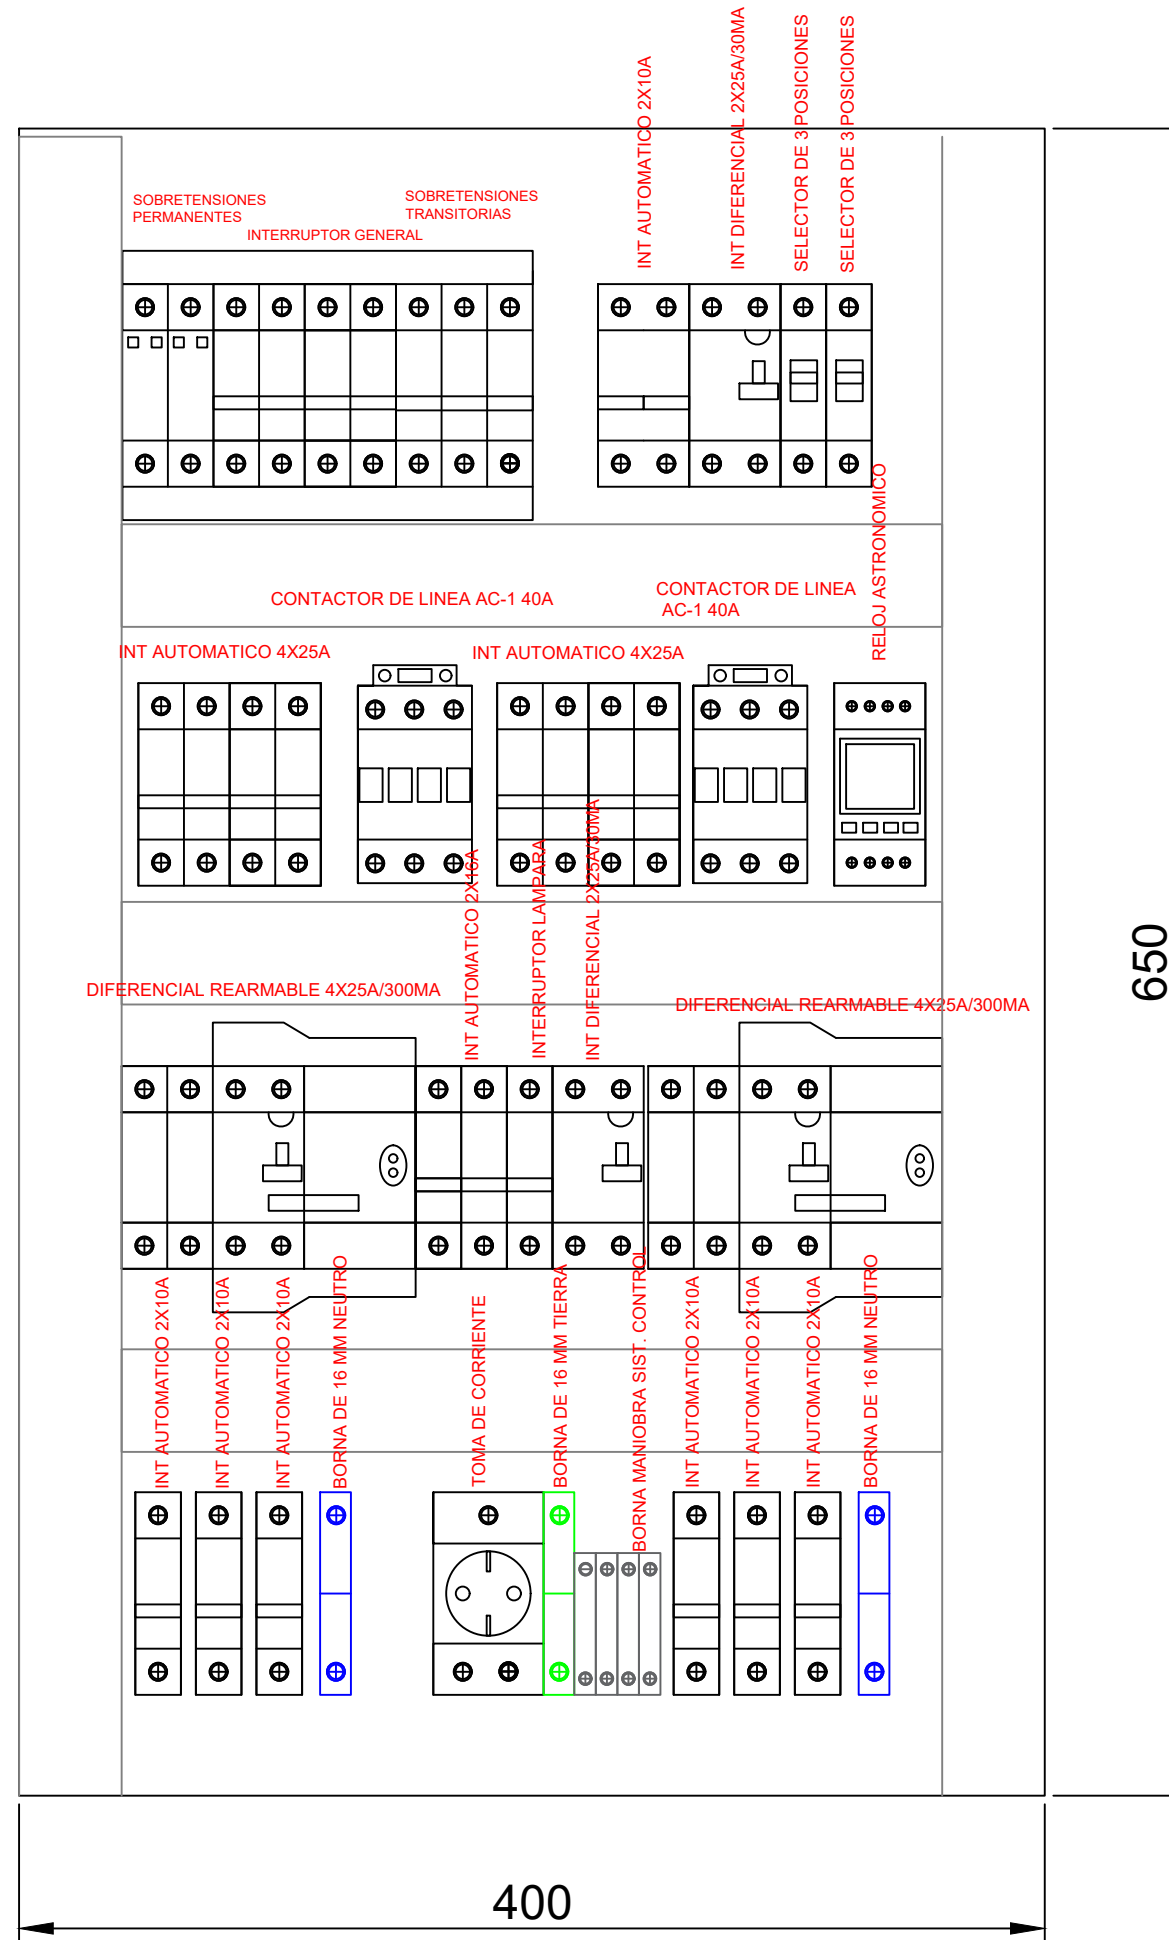 INT AUTOMATICO 2X10A
INT DIFERENCIAL 2X25A/30MA
SELECTOR DE 3 POSICIONES
SELECTOR DE 3 POSICIONES
SOBRETENSIONES
PERMANENTES
SOBRETENSIONES
TRANSITORIAS
INTERRUPTOR GENERAL
RELOJ ASTRONOMICO
CONTACTOR DE LINEA AC-1 40A
CONTACTOR DE LINEA
AC-1 40A
INT AUTOMATICO 4X25A
INT AUTOMATICO 4X25A
INT AUTOMATICO 2X16A
INTERRUPTOR LAMPARA
INT DIFERENCIAL 2X25A/30MA
650
DIFERENCIAL REARMABLE 4X25A/300MA
DIFERENCIAL REARMABLE 4X25A/300MA
INT AUTOMATICO 2X10A
INT AUTOMATICO 2X10A
INT AUTOMATICO 2X10A
BORNA DE 16 MM NEUTRO
TOMA DE CORRIENTE
BORNA DE 16 MM TIERRA
BORNA MANIOBRA SIST. CONTROL
INT AUTOMATICO 2X10A
INT AUTOMATICO 2X10A
INT AUTOMATICO 2X10A
BORNA DE 16 MM NEUTRO
400